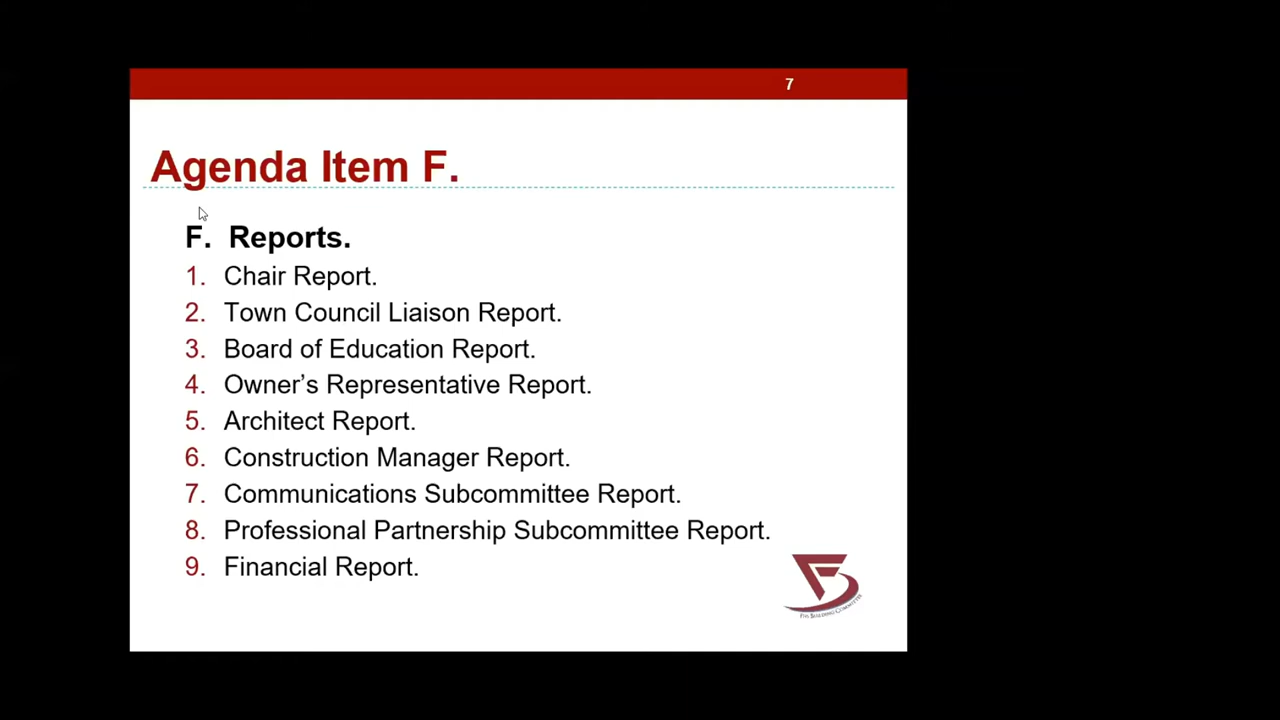 7
Agenda Item F.
F. Reports.
1. Chair Report.
2. Town Council Liaison Report.
3. Board of Education Report.
4. Owner’s Representative Report.
5. Architect Report.
6. Construction Manager Report.
7. Communications Subcommittee Report.
8. Professional Partnership Subcommittee Report.
9. Financial Report.
Building Committee